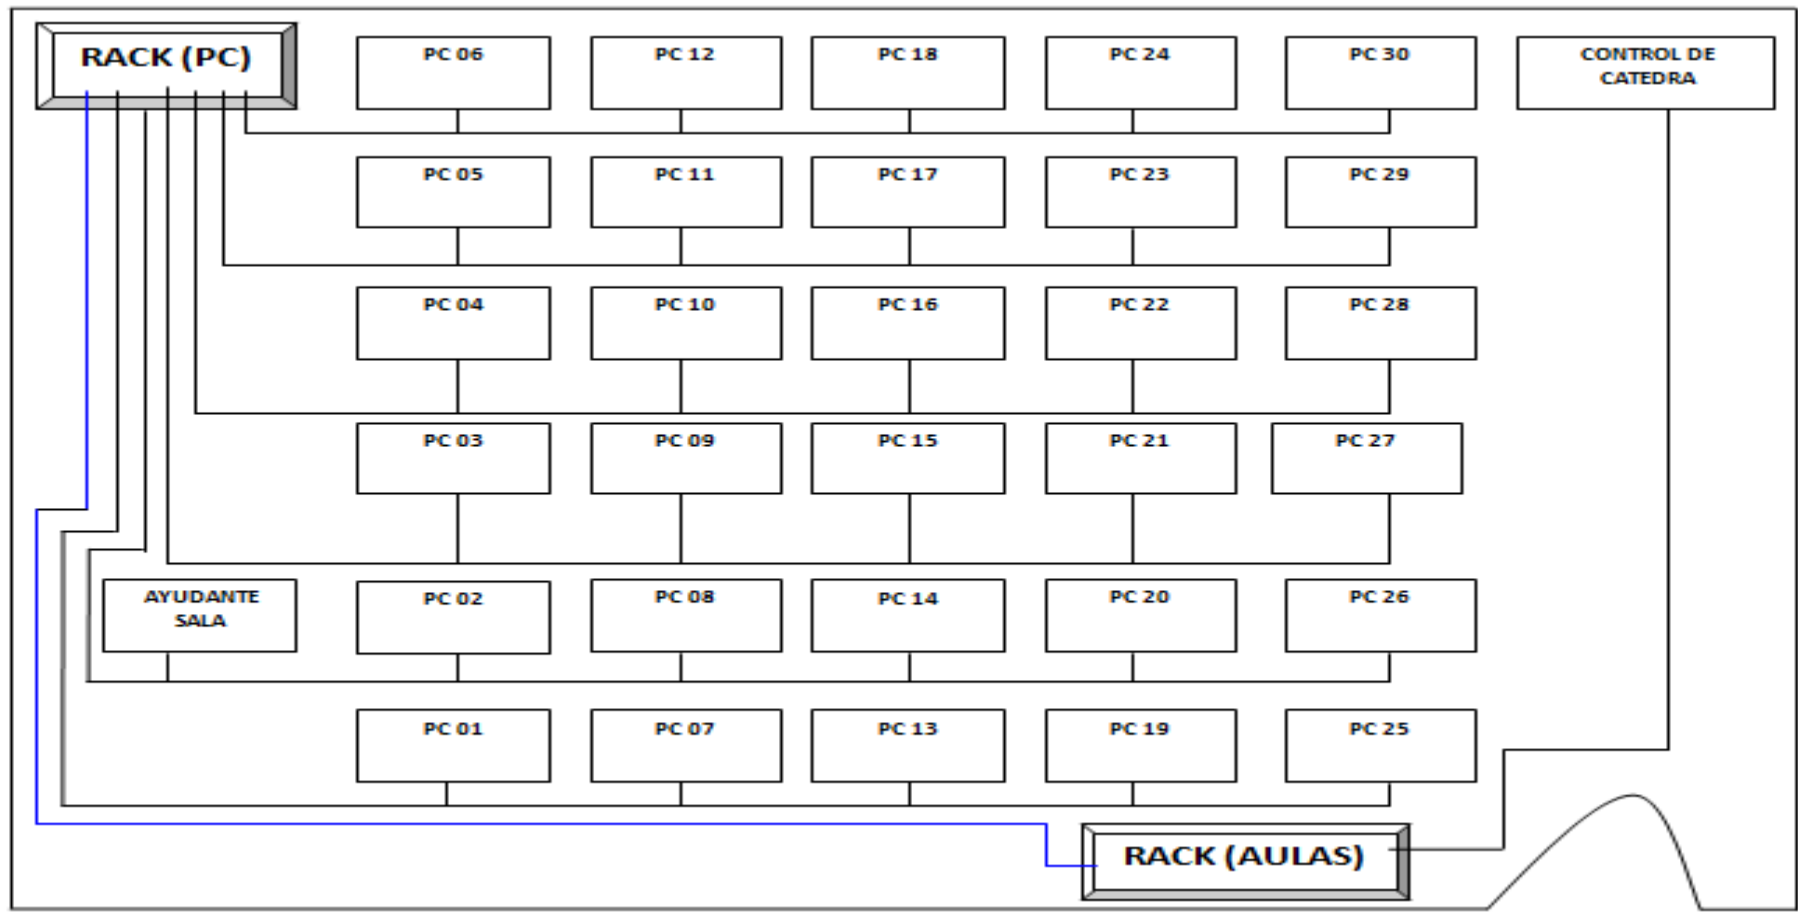 RACK (PC)
PC 06
PC 12
PC 18
PC 24
PC 30
CONTROL DE
CATEDRA
PC 05
PC 11
PC 17
PC 23
PC 29
PC 04
PC 10
PC 16
PC 22
PC 28
PC 03
PC 09
PC 15
PC 21
PC 27
AYUDANTE
SALA
PC 02
PC 08
PC 14
PC 20
PC 26
PC 01
PC 07
PC 13
PC 19
PC 25
RACK (AULAS)